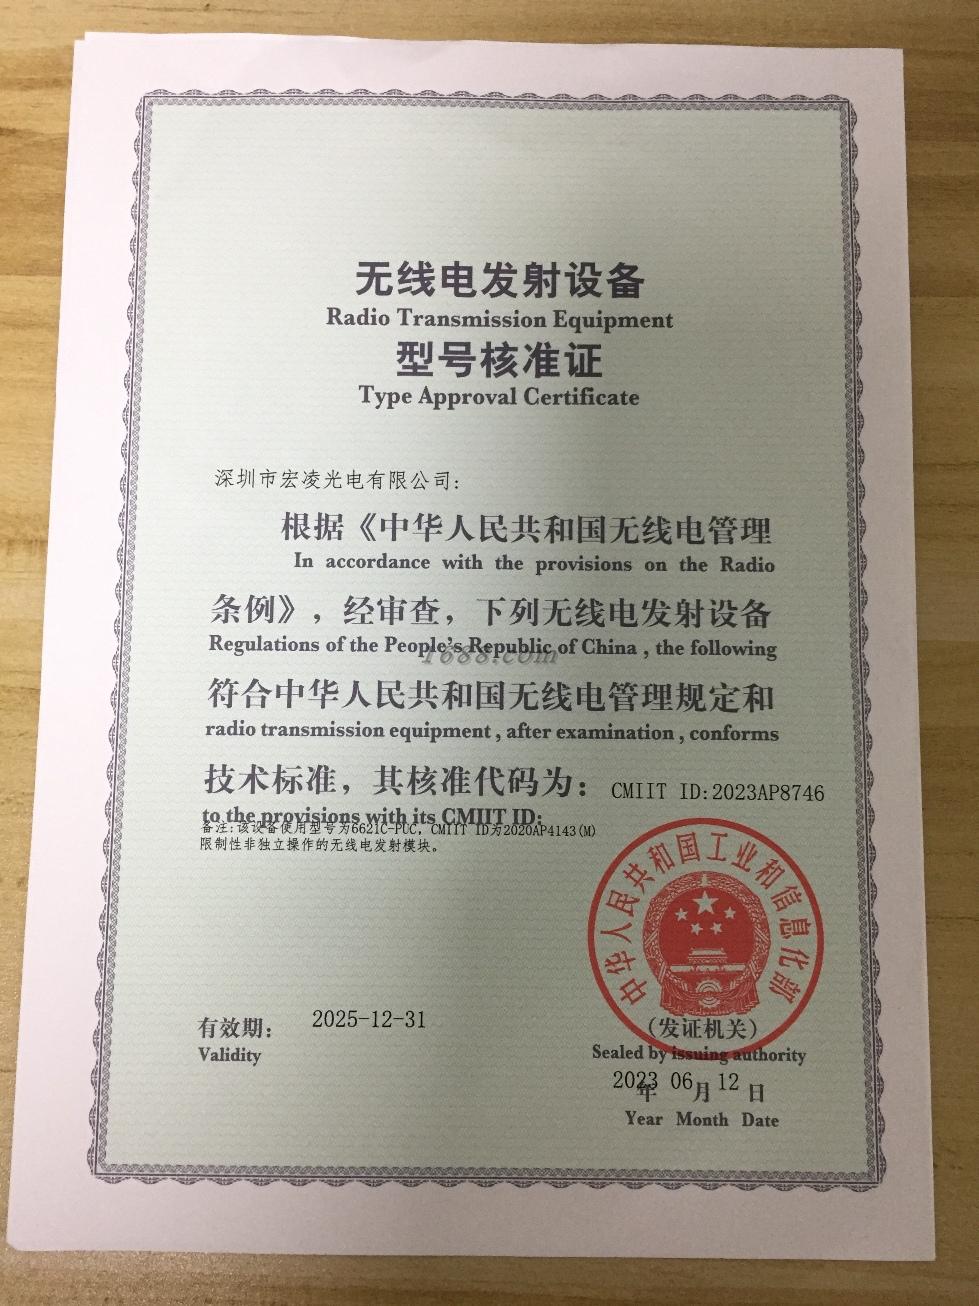 无线电发射设备
Radio Transmission Equipment
型号核准证
Type Approval Certificate
深圳市宏凌光电有限公司:
根据《中华人民共和国无线电管理
In accordance with the provisions on the Radio
条例》，经审查，下列无线电发射设备
Regulations of the People's Republic of China , the following
1688.com
符合中华人民共和国无线电管理规定和
radio transmission equipment , after examination , conforms
技术标准，其核准代码为： CMIIT ID:2023AP8746
to the provisions with its CMIIT ID:
备注:该设备使用型号为6621C-PUC, CMIIT ID为2020AP4143(M)
限制性非独立操作的无线电发射模块。
中华人民共和国工业和信息化部
有效期： 2025-12-31
Validity
（发证机关）
Sealed by issuing authority
2023年 06月 12日
Year Month Date